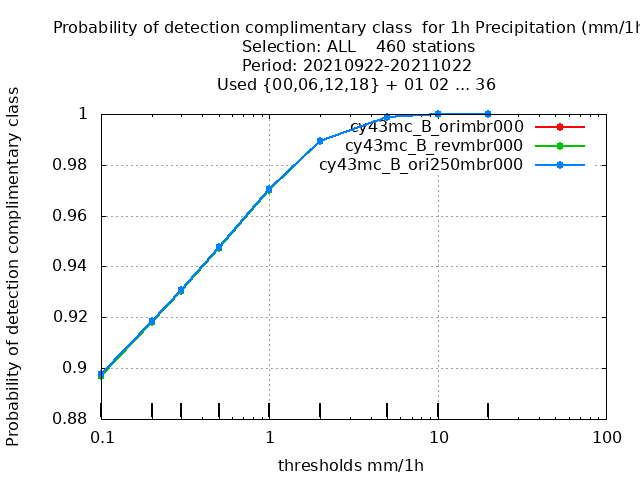 Probability of detection complimentary class  for 1h Precipitation (mm/1h
Selection: ALL    460 stations
Period: 20210922-20211022
Used {00,06,12,18} + 01 02 ... 36
Probability of detection complimentary class
1
0.98
0.96
0.94
0.92
0.9
0.88
cy43mc_B_orimbr000
cy43mc_B_revmbr000
cy43mc_B_ori250mbr000
0.1
1
10
100
thresholds mm/1h